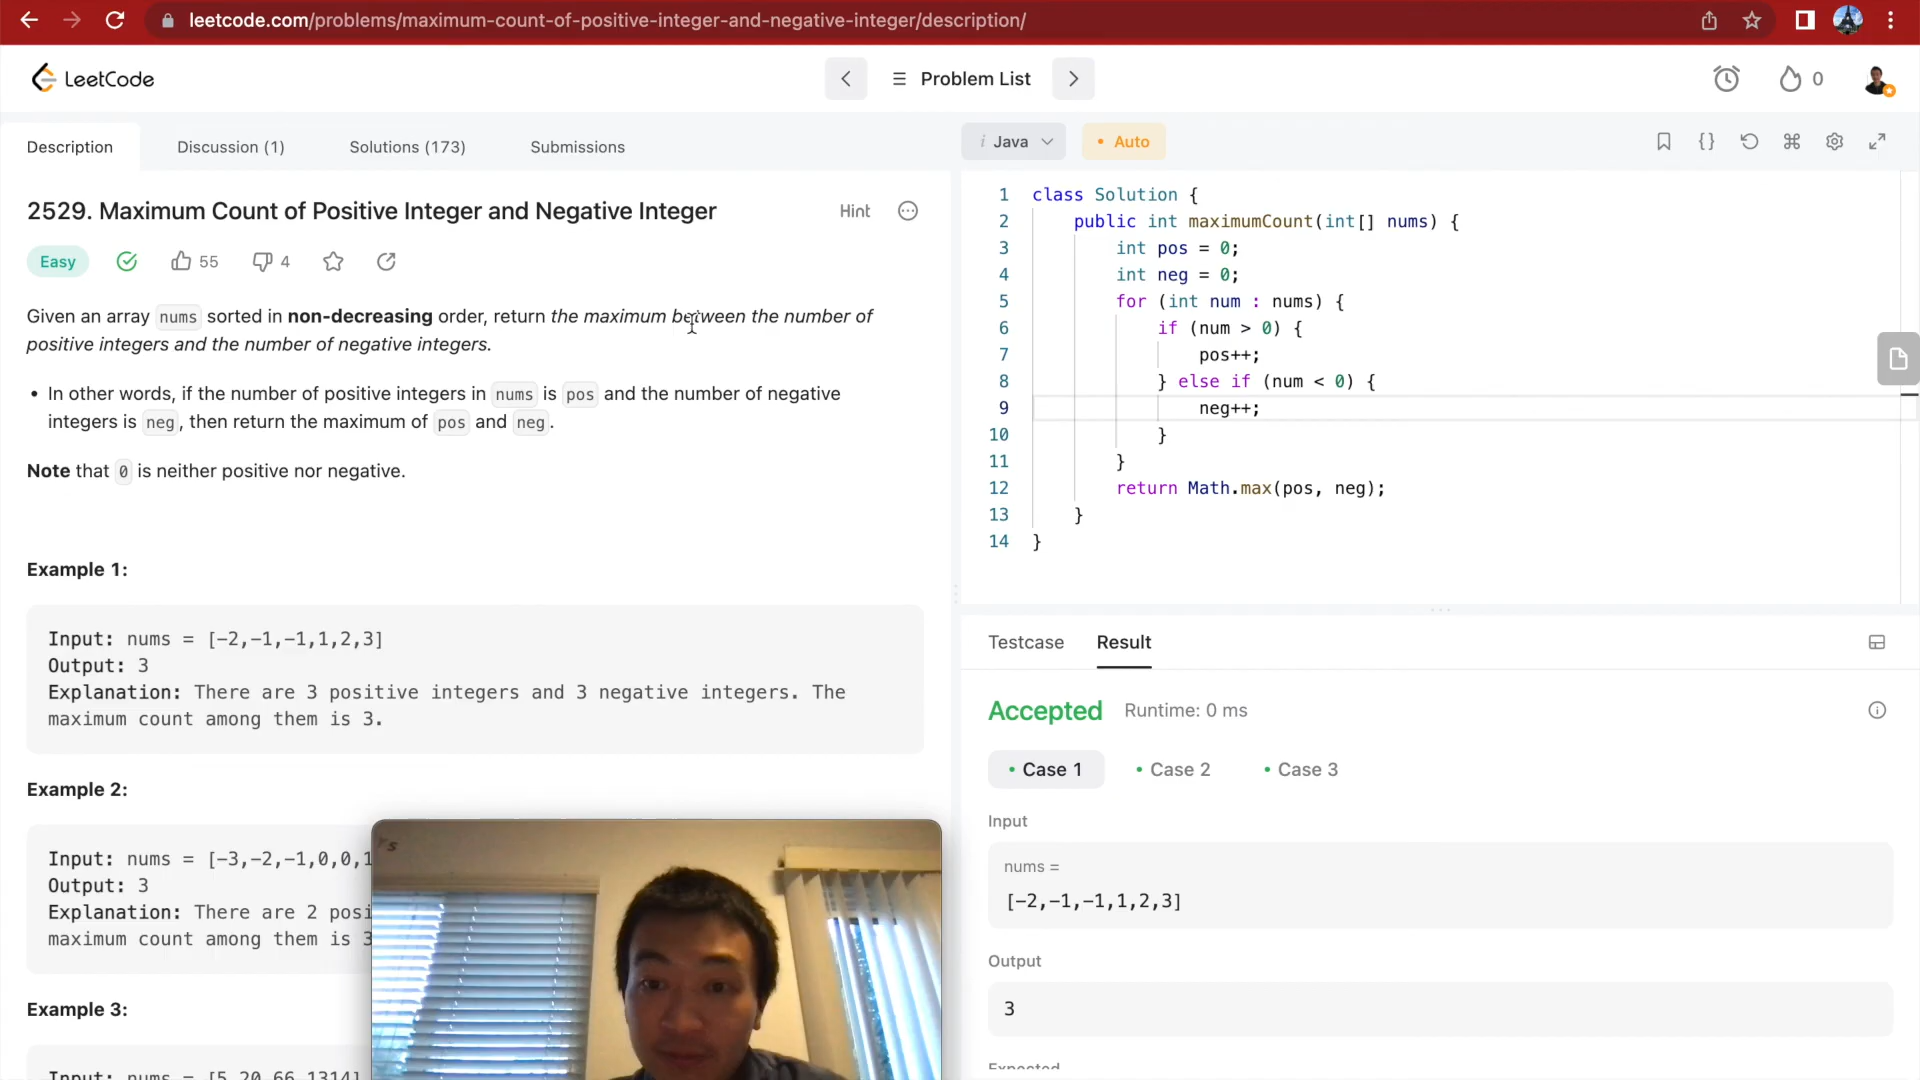 leetcode.com/problems/maximum-count-of-positive-integer-and-negative-integer/description/
LeetCode
Problem List
0
Description
Discussion (1)
Solutions (173)
Submissions
2529. Maximum Count of Positive Integer and Negative Integer
Hint
Easy
55
4
Given an array nums sorted in non-decreasing order, return the maximum between the number of
positive integers and the number of negative integers.
• In other words, if the number of positive integers in nums is pos and the number of negative
integers is neg, then return the maximum of pos and neg.
Note that 0 is neither positive nor negative.
Example 1:
Input: nums = [-2,-1,-1,1,2,3]
Output: 3
Explanation: There are 3 positive integers and 3 negative integers. The
maximum count among them is 3.
Example 2:
Input: nums = [-3,-2,-1,0,0,1
Output: 3
Explanation: There are 2 posi
maximum count among them is 3
Example 3:
Input: nums = [5,20,66,1314]
i Java
• Auto
{}
1 class Solution {
2 public int maximumCount(int[] nums) {
3 int pos = 0;
4 int neg = 0;
5 for (int num : nums) {
6 if (num > 0) {
7 pos++;
8 } else if (num < 0) {
9 neg++;
10 }
11 }
12 return Math.max(pos, neg);
13 }
14 }
Testcase
Result
Accepted Runtime: 0 ms
• Case 1
• Case 2
• Case 3
Input
nums =
[-2,-1,-1,1,2,3]
Output
3
Expected